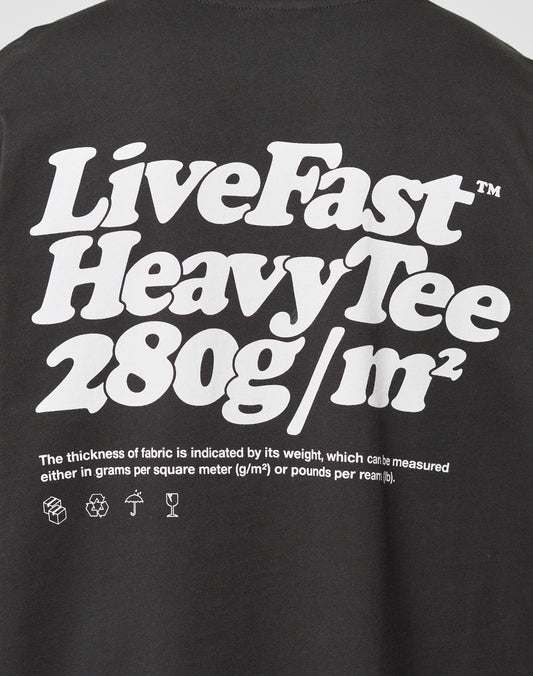 LiveFast™
HeavyTee
280g/m²
The thickness of fabric is indicated by its weight, which can be measured
either in grams per square meter (g/m²) or pounds per ream (lb).